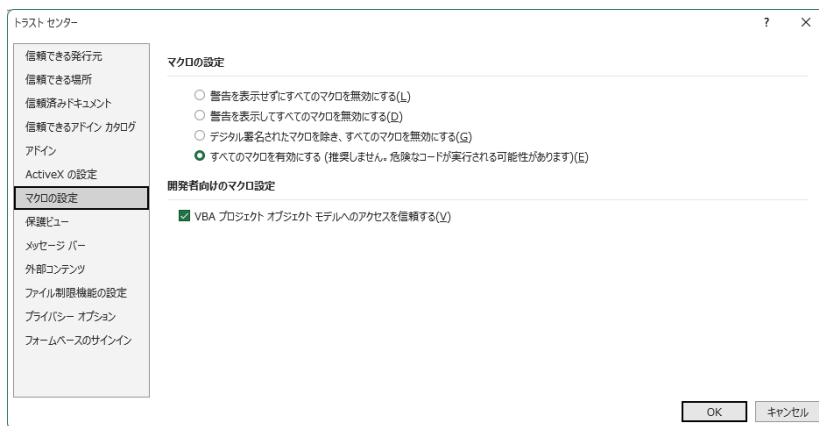 トラスト センター
? ×
信頼できる発行元
信頼できる場所
信頼済みドキュメント
信頼できるアドイン カタログ
アドイン
ActiveX の設定
マクロの設定
保護ビュー
メッセージ バー
外部コンテンツ
ファイル制限機能の設定
プライバシー オプション
フォームベースのサインイン
マクロの設定
警告を表示せずにすべてのマクロを無効にする(L)
警告を表示してすべてのマクロを無効にする(D)
デジタル署名されたマクロを除き、すべてのマクロを無効にする(G)
すべてのマクロを有効にする (推奨しません。危険なコードが実行される可能性があります)(E)
開発者向けのマクロ設定
VBA プロジェクト オブジェクト モデルへのアクセスを信頼する(V)
OK
キャンセル